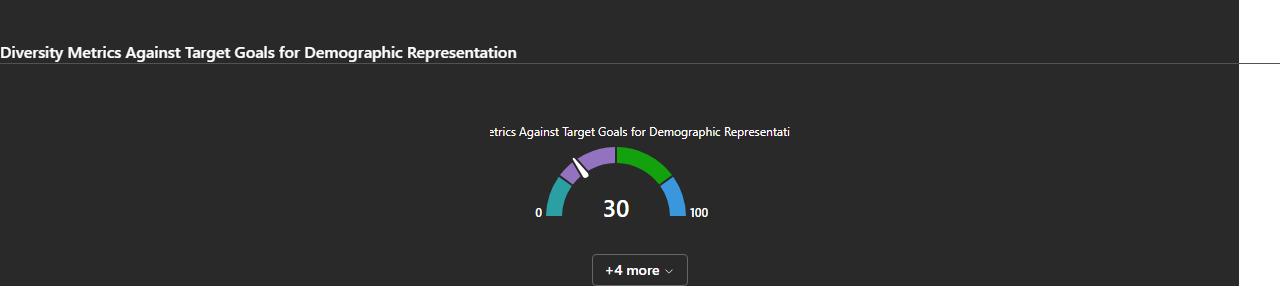 Diversity Metrics Against Target Goals for Demographic Representation
etrics Against Target Goals for Demographic Representati
30
0
100
+4 more